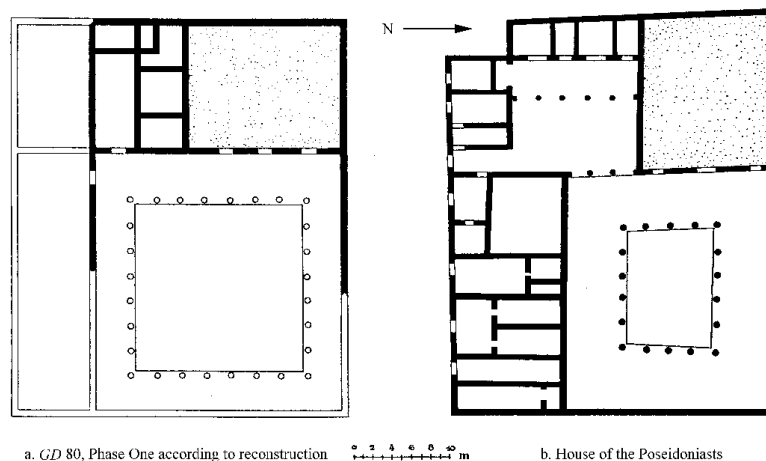 N
a. GD 80, Phase One according to reconstruction
0 2 4 6 8 10 m
b. House of the Poseidoniasts